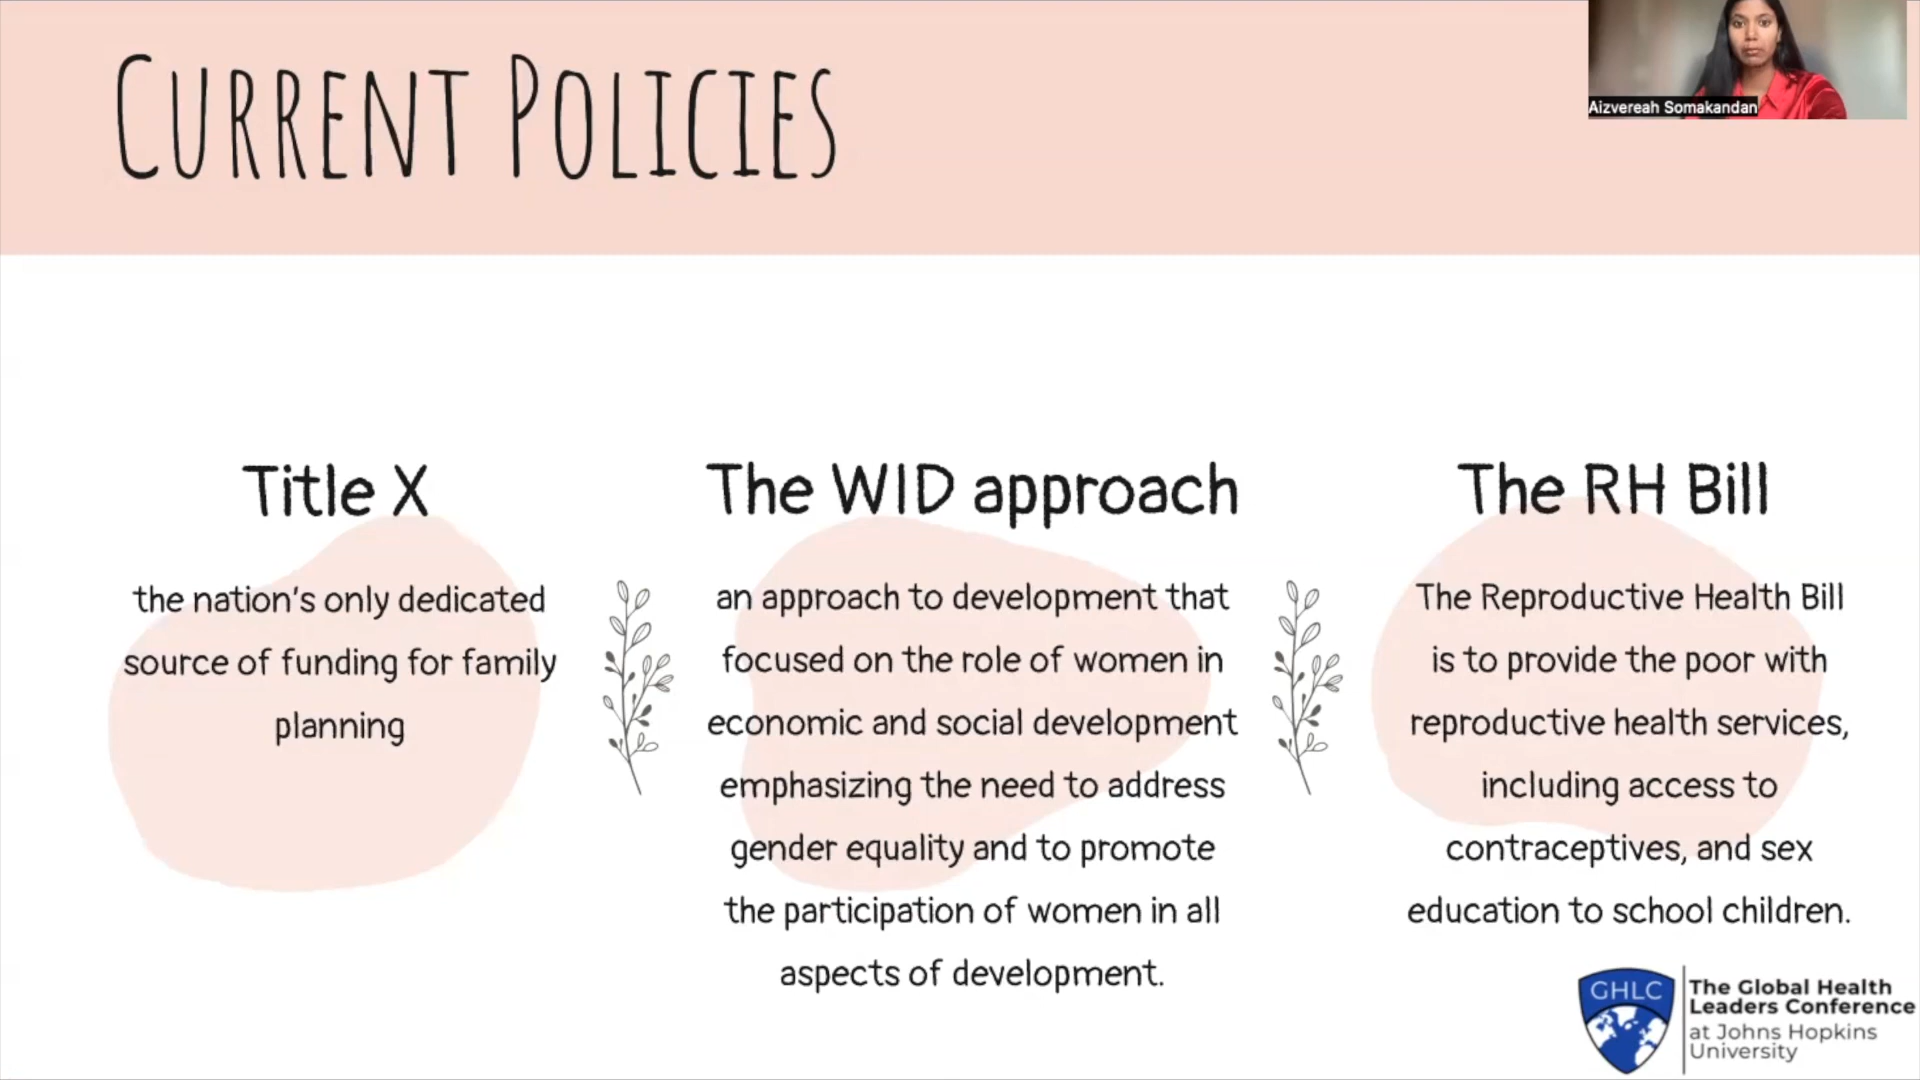 CURRENT POLICIES
Aizvereah Somakandan
Title X
the nation's only dedicated
source of funding for family
planning
The WID approach
an approach to development that
focused on the role of women in
economic and social development
emphasizing the need to address
gender equality and to promote
the participation of women in all
aspects of development.
The RH Bill
The Reproductive Health Bill
is to provide the poor with
reproductive health services,
including access to
contraceptives, and sex
education to school children.
GHLC
The Global Health
Leaders Conference
at Johns Hopkins
University